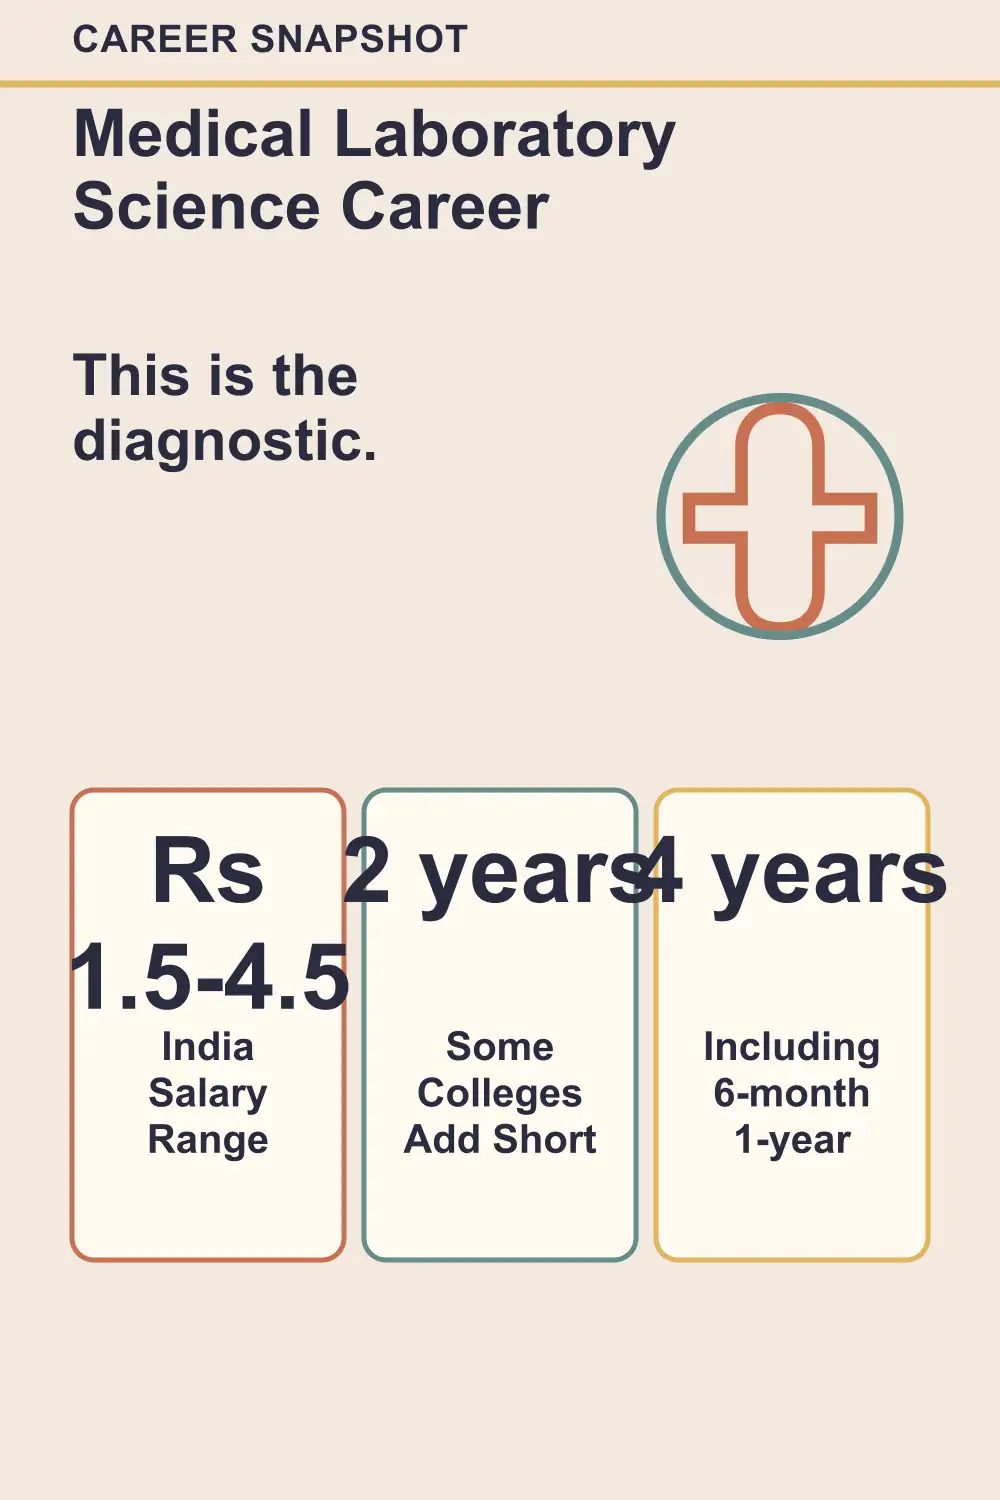 CAREER SNAPSHOT
Medical Laboratory
Science Career
This is the
diagnostic.
Rs
1.5-4.5
India
Salary
Range
2 years
Some
Colleges
Add Short
4 years
Including
6-month
1-year